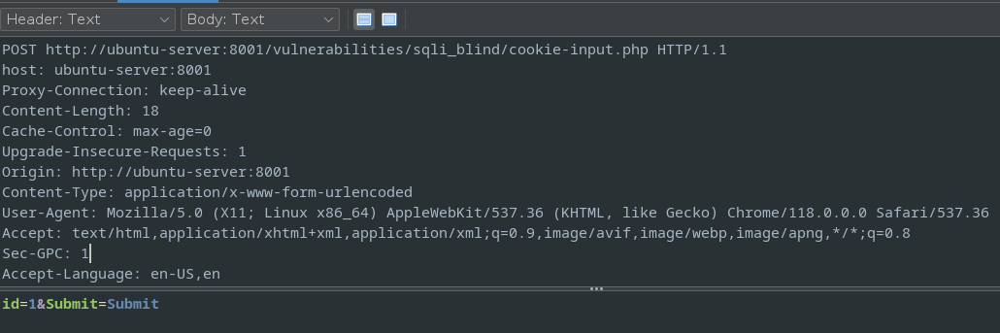 Header: Text Body: Text
POST http://ubuntu-server:8001/vulnerabilities/sqli_blind/cookie-input.php HTTP/1.1
host: ubuntu-server:8001
Proxy-Connection: keep-alive
Content-Length: 18
Cache-Control: max-age=0
Upgrade-Insecure-Requests: 1
Origin: http://ubuntu-server:8001
Content-Type: application/x-www-form-urlencoded
User-Agent: Mozilla/5.0 (X11; Linux x86_64) AppleWebKit/537.36 (KHTML, like Gecko) Chrome/118.0.0.0 Safari/537.36
Accept: text/html,application/xhtml+xml,application/xml;q=0.9,image/avif,image/webp,image/apng,*/*;q=0.8
Sec-GPC: 1
Accept-Language: en-US,en
id=1&Submit=Submit